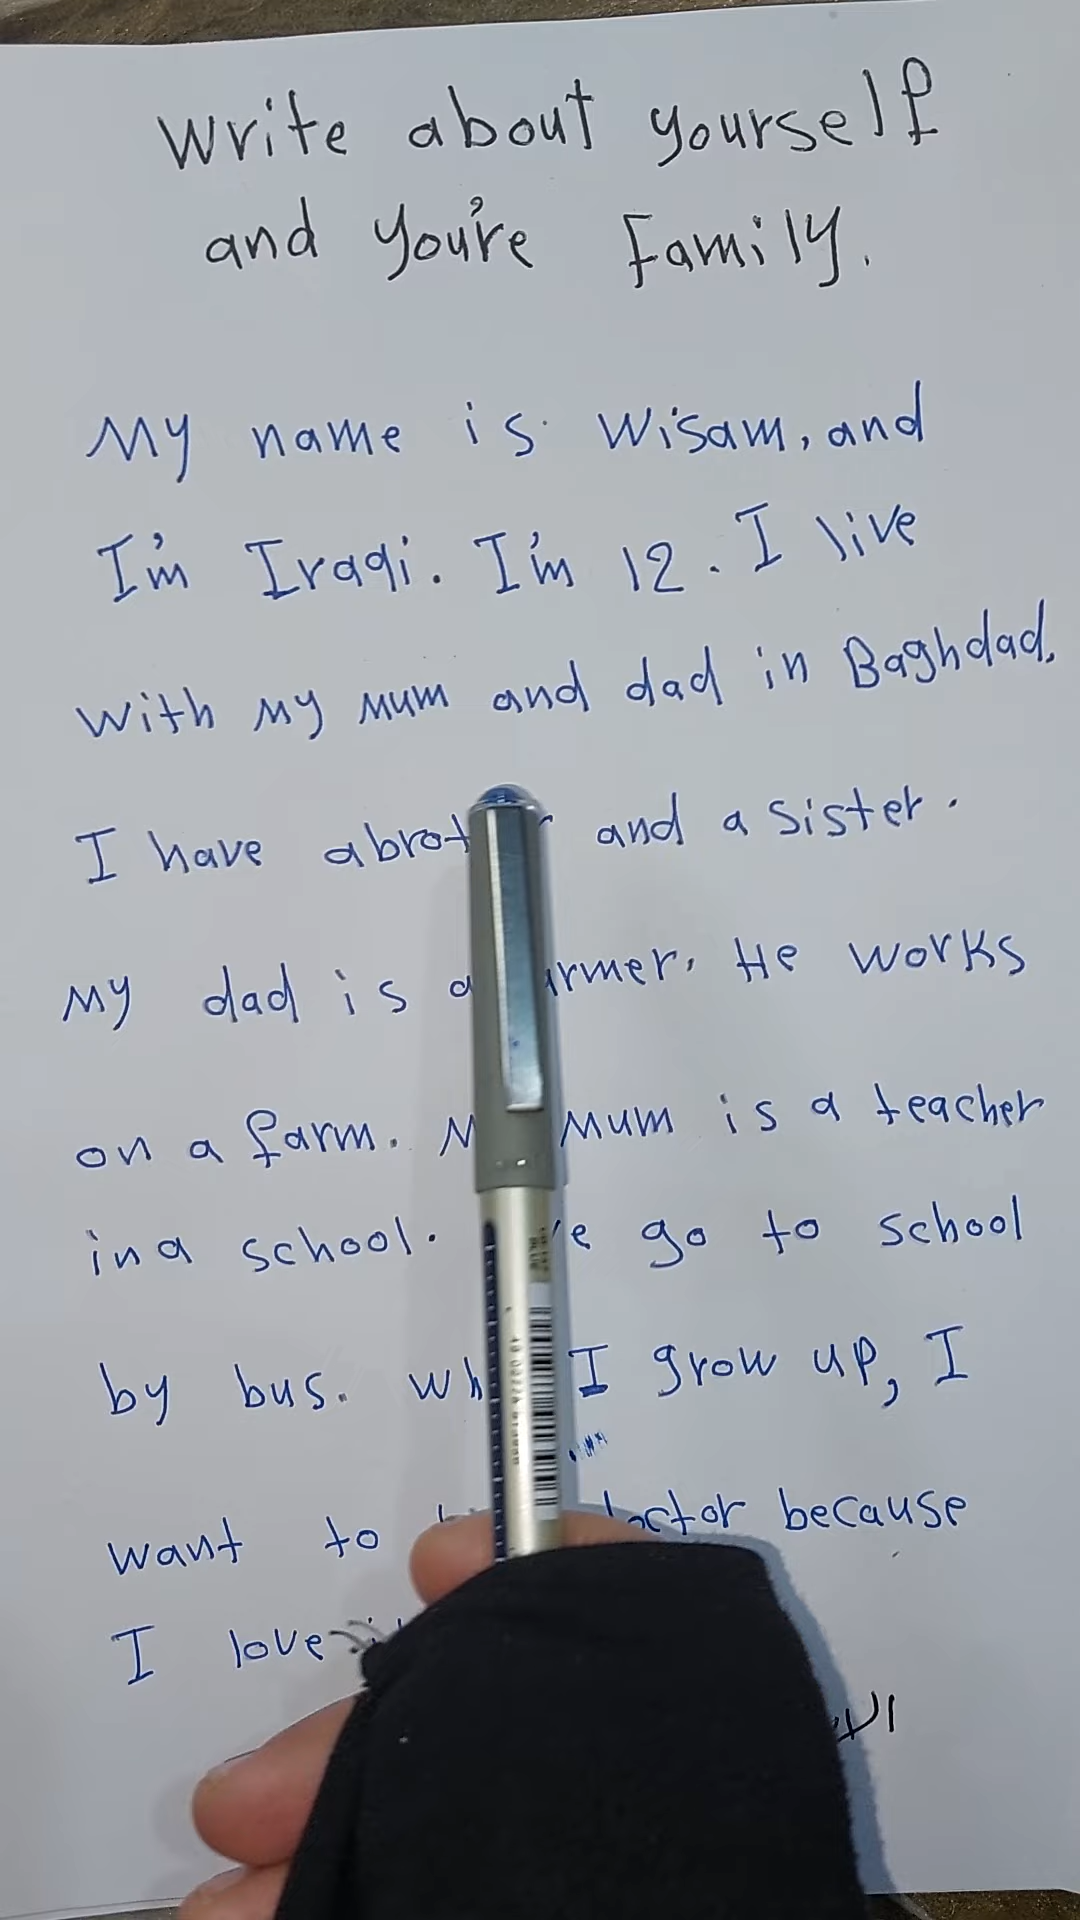 Write about yourself
and you're Family.
My name is Wisam, and
I'm Iraqi. I'm 12. I live
with my mum and dad in Baghdad.
I have a and a sister.
My dad is a He works
on a farm. mum is a teacher
in a school. go to school
by bus. I grow up, I
want to because
I love